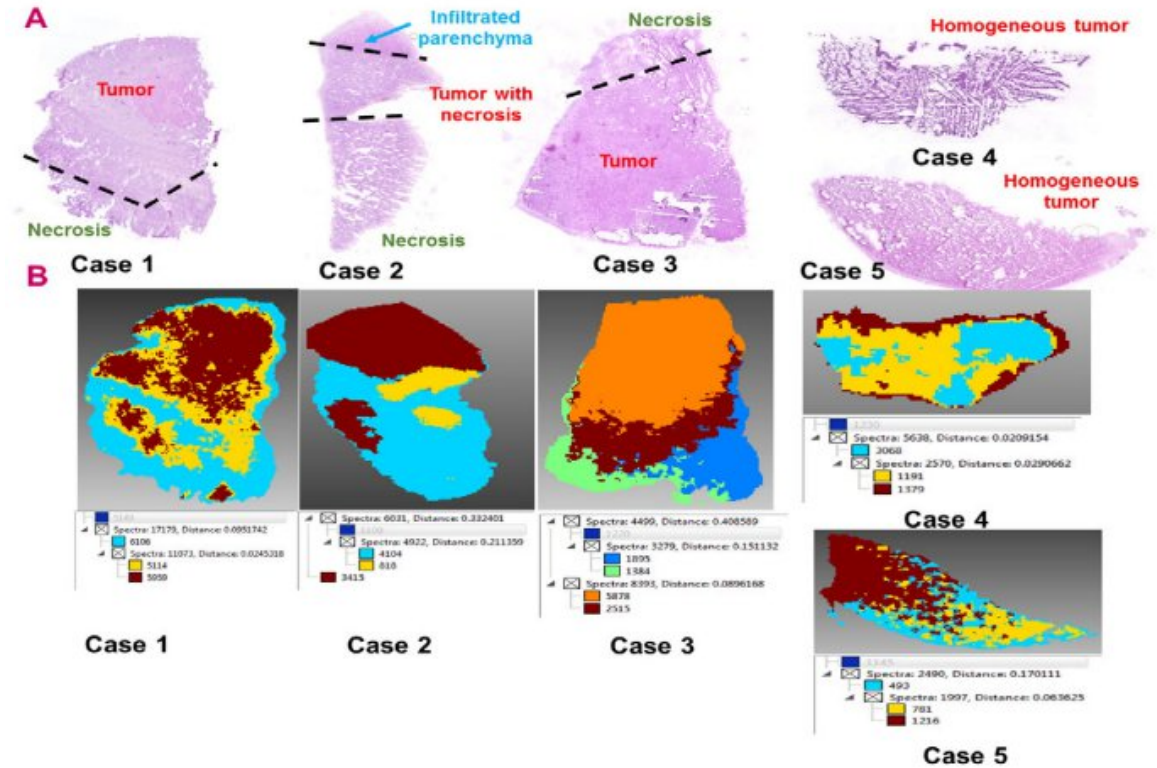 A
Tumor
Necrosis
Case 1
Infiltrated
parenchyma
Tumor with
necrosis
Necrosis
Case 2
Necrosis
Tumor
Case 3
Homogeneous tumor
Case 4
Homogeneous
tumor
Case 5
B
Spectra: 17179, Distance: 0.0951742
6106
Spectra: 11073, Distance: 0.0245318
5114
5959
Case 1
Spectra: 6031, Distance: 0.332401
Spectra: 4922, Distance: 0.211359
4104
818
3415
Case 2
Spectra: 4499, Distance: 0.408589
Spectra: 3279, Distance: 0.151132
1895
1384
Spectra: 8393, Distance: 0.0896168
5878
2515
Case 3
1230
Spectra: 5638, Distance: 0.0209154
3068
Spectra: 2570, Distance: 0.0290662
1191
1379
Case 4
1145
Spectra: 2490, Distance: 0.170111
493
Spectra: 1997, Distance: 0.063625
781
1216
Case 5